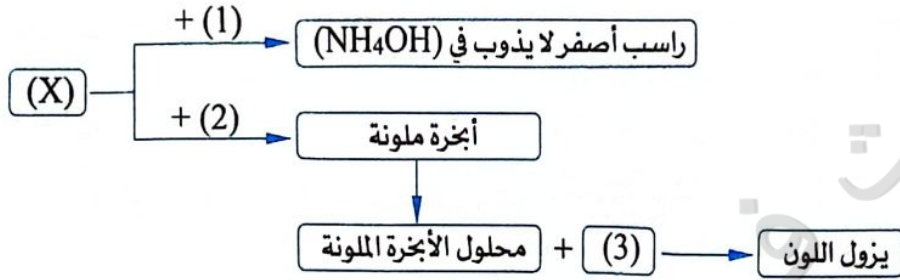 + (1)
راسب أصفر لا يذوب في (NH₄OH)
(X)
+ (2)
أبخرة ملونة
محلول الأبخرة الملونة + (3)
يزول اللون